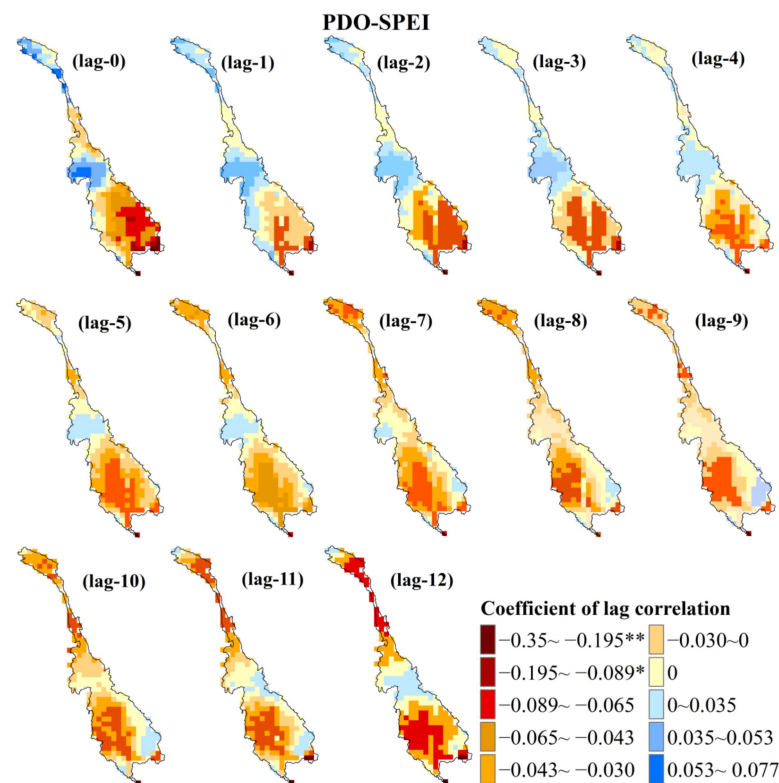 PDO-SPEI
(lag-0)
(lag-1)
(lag-2)
(lag-3)
(lag-4)
(lag-5)
(lag-6)
(lag-7)
(lag-8)
(lag-9)
(lag-10)
(lag-11)
(lag-12)
Coefficient of lag correlation
−0.35~ −0.195** −0.030~0
−0.195~ −0.089* 0
−0.089~ −0.065 0~0.035
−0.065~ −0.043 0.035~0.053
−0.043~ −0.030 0.053~ 0.077